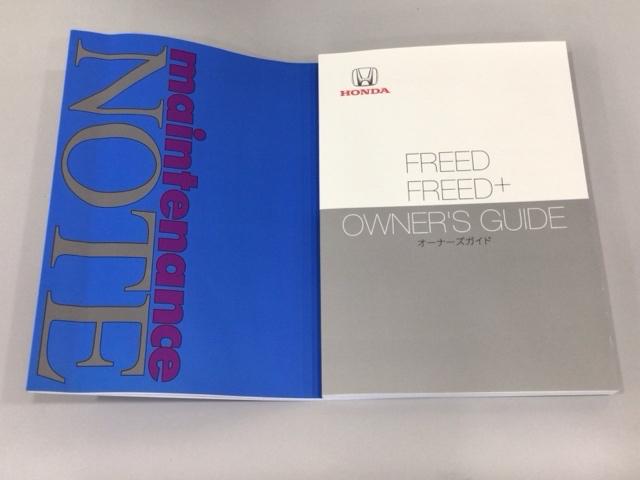 maintenance
NOTE
HONDA
FREED
FREED+
OWNER'S GUIDE
オーナーズガイド